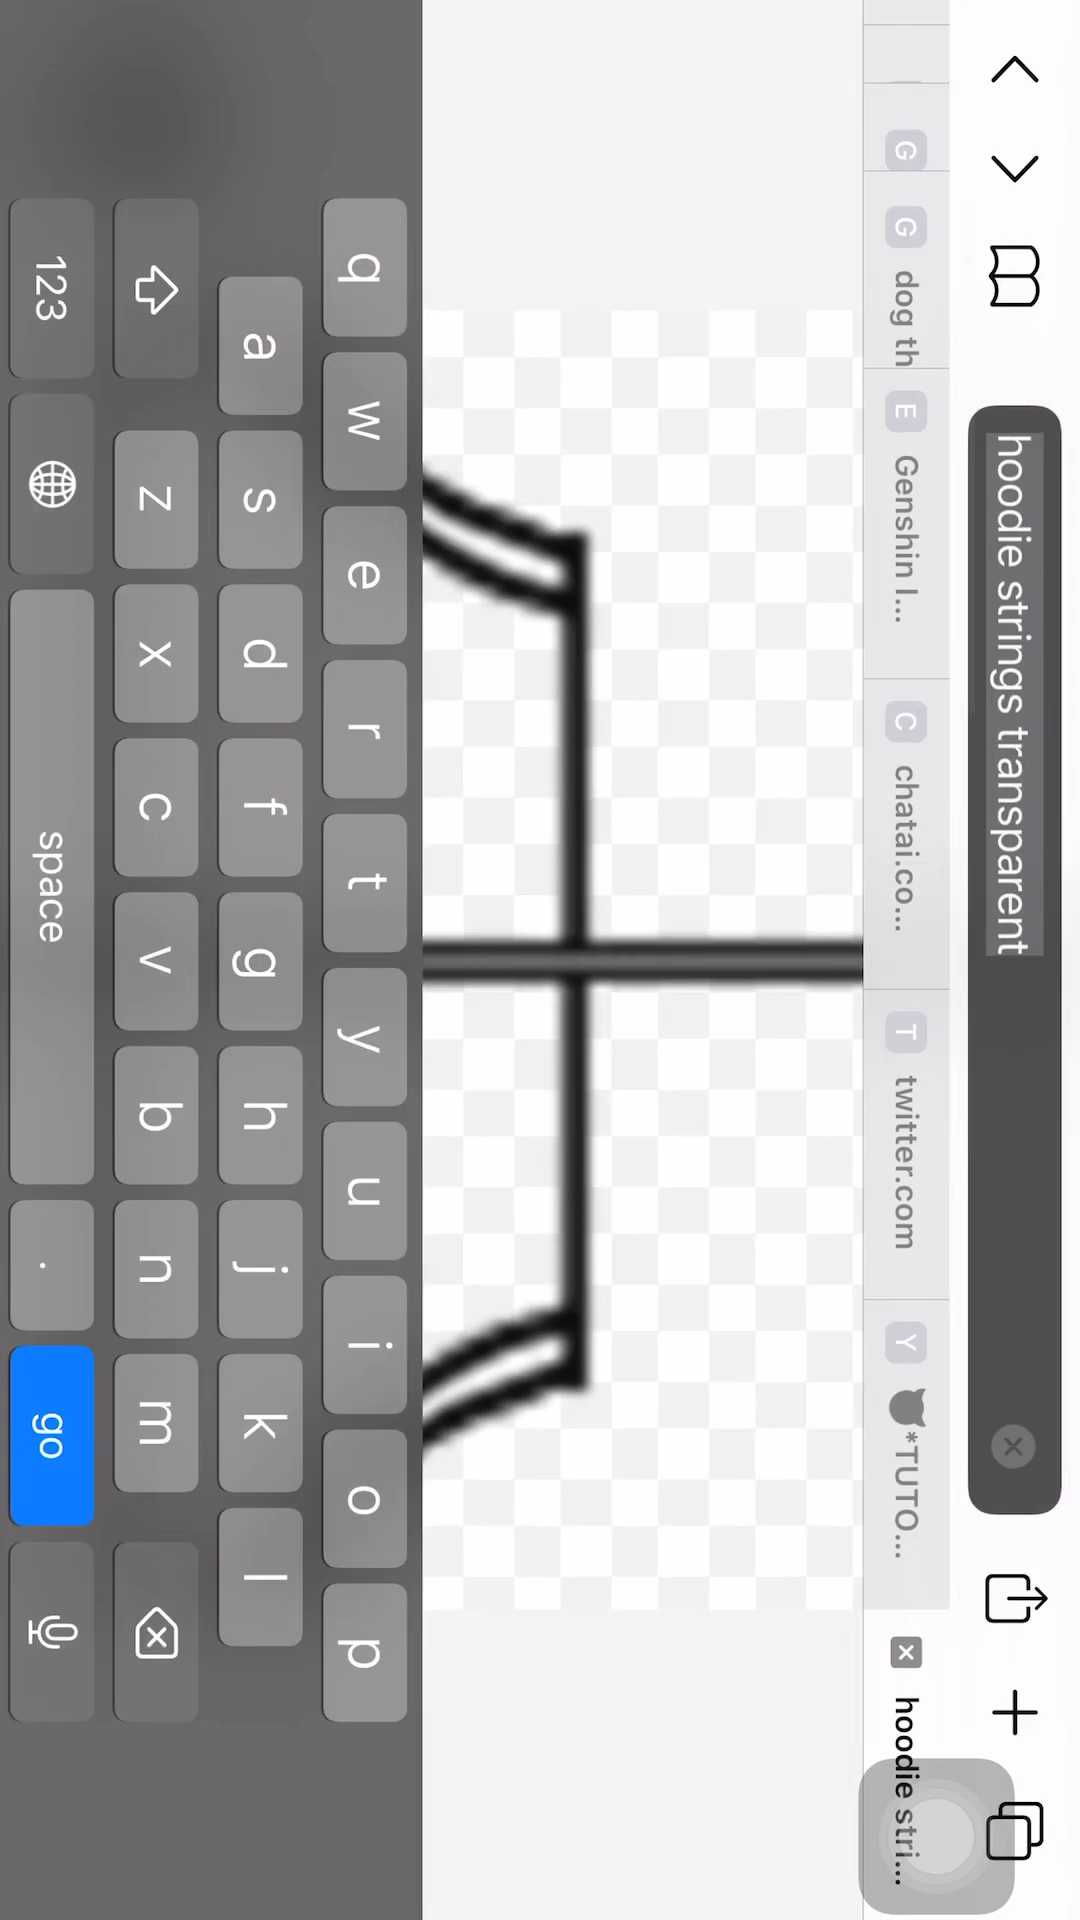 hoodie strings transparent
G
G dog th
E Genshin I...
C chatai.co...
T twitter.com
Y *TUTO...
hoodie stri...
q w e r t y u i o p
a s d f g h j k l
z x c v b n m
123 space . go